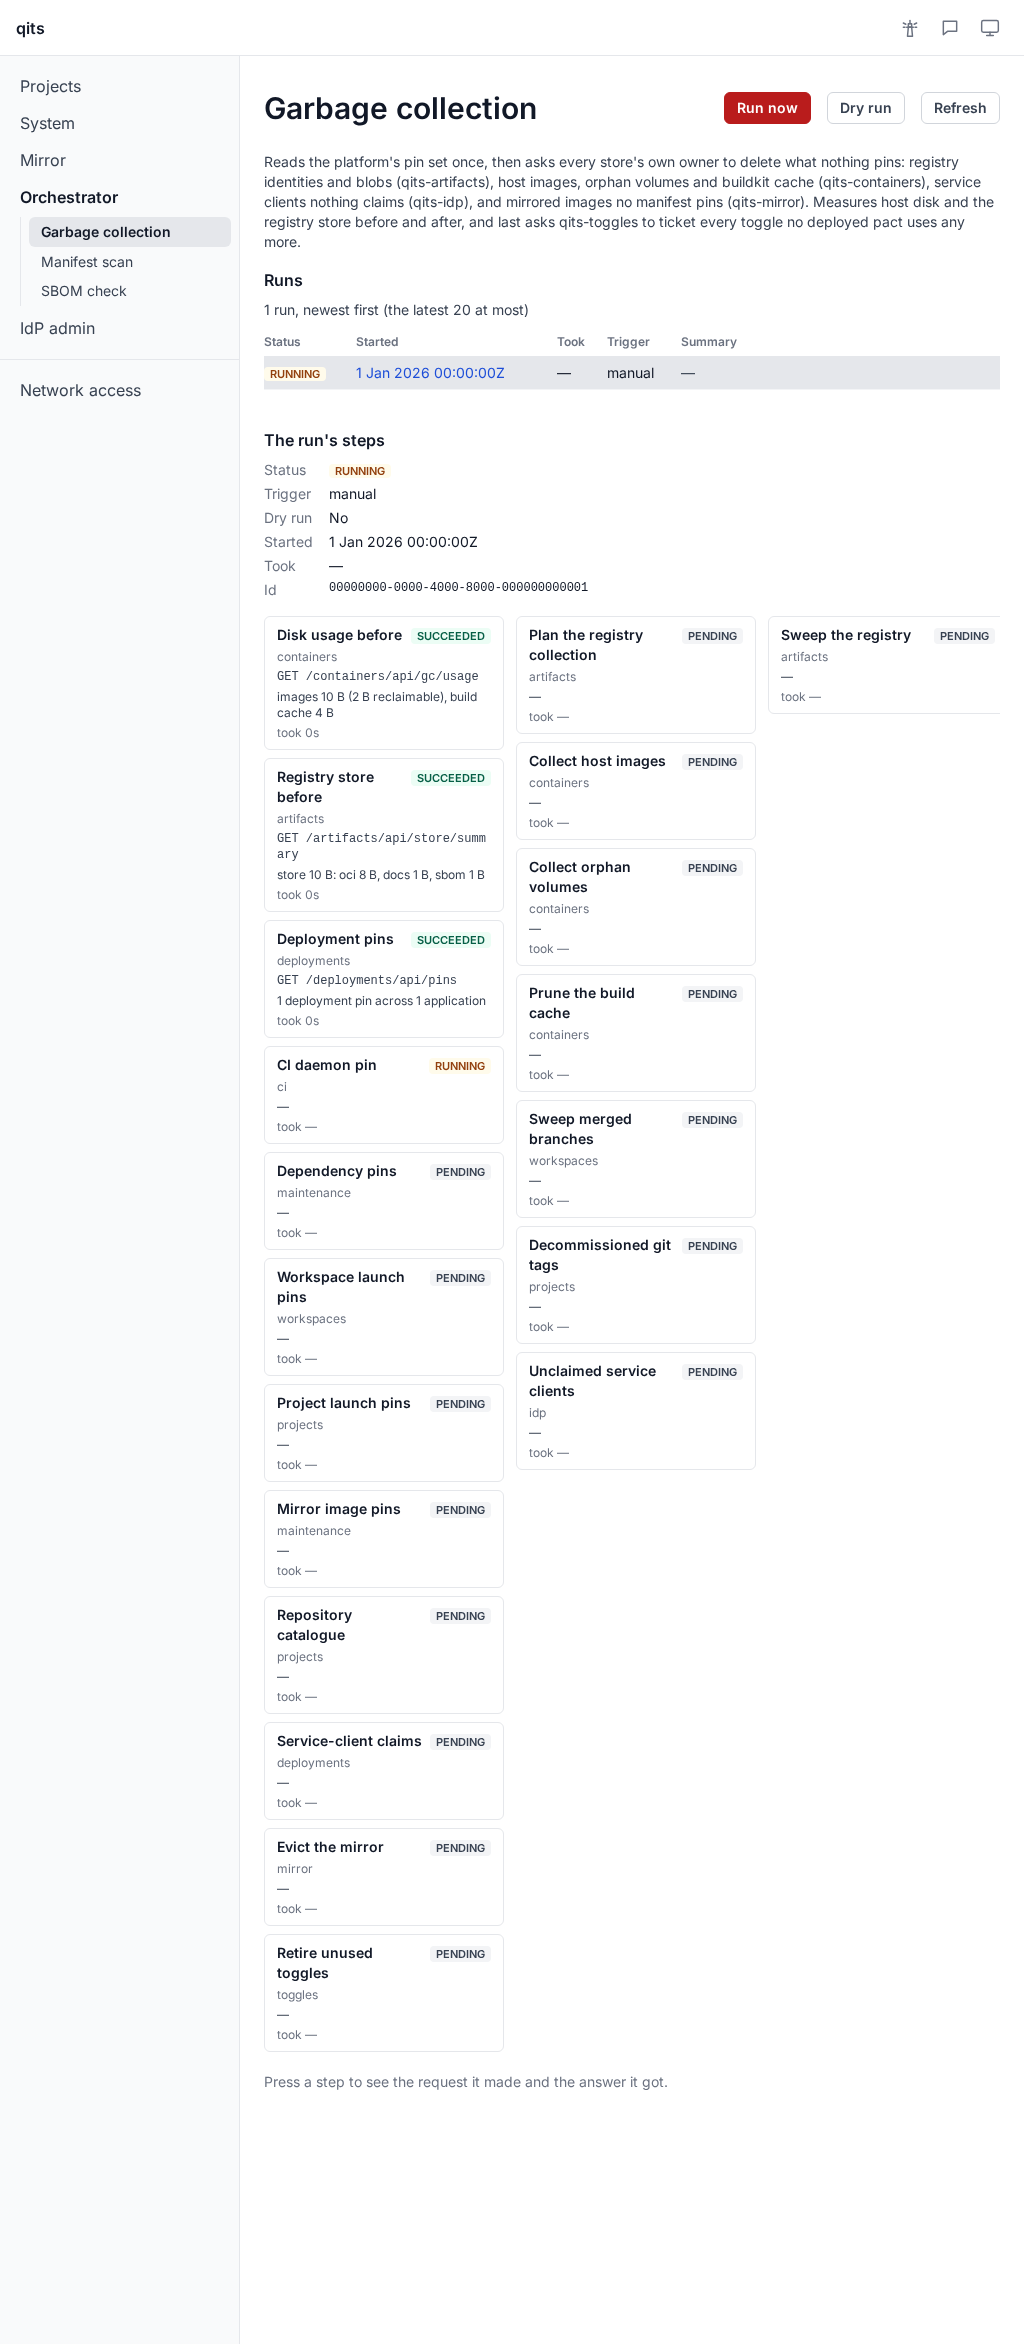 qits
Projects
System
Mirror
Orchestrator
Garbage collection
Manifest scan
SBOM check
IdP admin
Network access
Garbage collection
Run now
Dry run
Refresh
Reads the platform's pin set once, then asks every store's own owner to delete what nothing pins: registry
identities and blobs (qits-artifacts), host images, orphan volumes and buildkit cache (qits-containers), service
clients nothing claims (qits-idp), and mirrored images no manifest pins (qits-mirror). Measures host disk and the
registry store before and after, and last asks qits-toggles to ticket every toggle no deployed pact uses any
more.
Runs
1 run, newest first (the latest 20 at most)
Status Started Took Trigger Summary
RUNNING 1 Jan 2026 00:00:00Z — manual —
The run's steps
Status RUNNING
Trigger manual
Dry run No
Started 1 Jan 2026 00:00:00Z
Took —
Id 00000000-0000-4000-8000-000000000001
Disk usage before SUCCEEDED
containers
GET /containers/api/gc/usage
images 10 B (2 B reclaimable), build
cache 4 B
took 0s
Registry store
before
SUCCEEDED
artifacts
GET /artifacts/api/store/summ
ary
store 10 B: oci 8 B, docs 1 B, sbom 1 B
took 0s
Deployment pins SUCCEEDED
deployments
GET /deployments/api/pins
1 deployment pin across 1 application
took 0s
CI daemon pin RUNNING
ci
—
took —
Dependency pins PENDING
maintenance
—
took —
Workspace launch
pins
PENDING
workspaces
—
took —
Project launch pins PENDING
projects
—
took —
Mirror image pins PENDING
maintenance
—
took —
Repository
catalogue
PENDING
projects
—
took —
Service-client claims PENDING
deployments
—
took —
Evict the mirror PENDING
mirror
—
took —
Retire unused
toggles
PENDING
toggles
—
took —
Plan the registry
collection
PENDING
artifacts
—
took —
Collect host images PENDING
containers
—
took —
Collect orphan
volumes
PENDING
containers
—
took —
Prune the build
cache
PENDING
containers
—
took —
Sweep merged
branches
PENDING
workspaces
—
took —
Decommissioned git
tags
PENDING
projects
—
took —
Unclaimed service
clients
PENDING
idp
—
took —
Sweep the registry PENDING
artifacts
—
took —
Press a step to see the request it made and the answer it got.